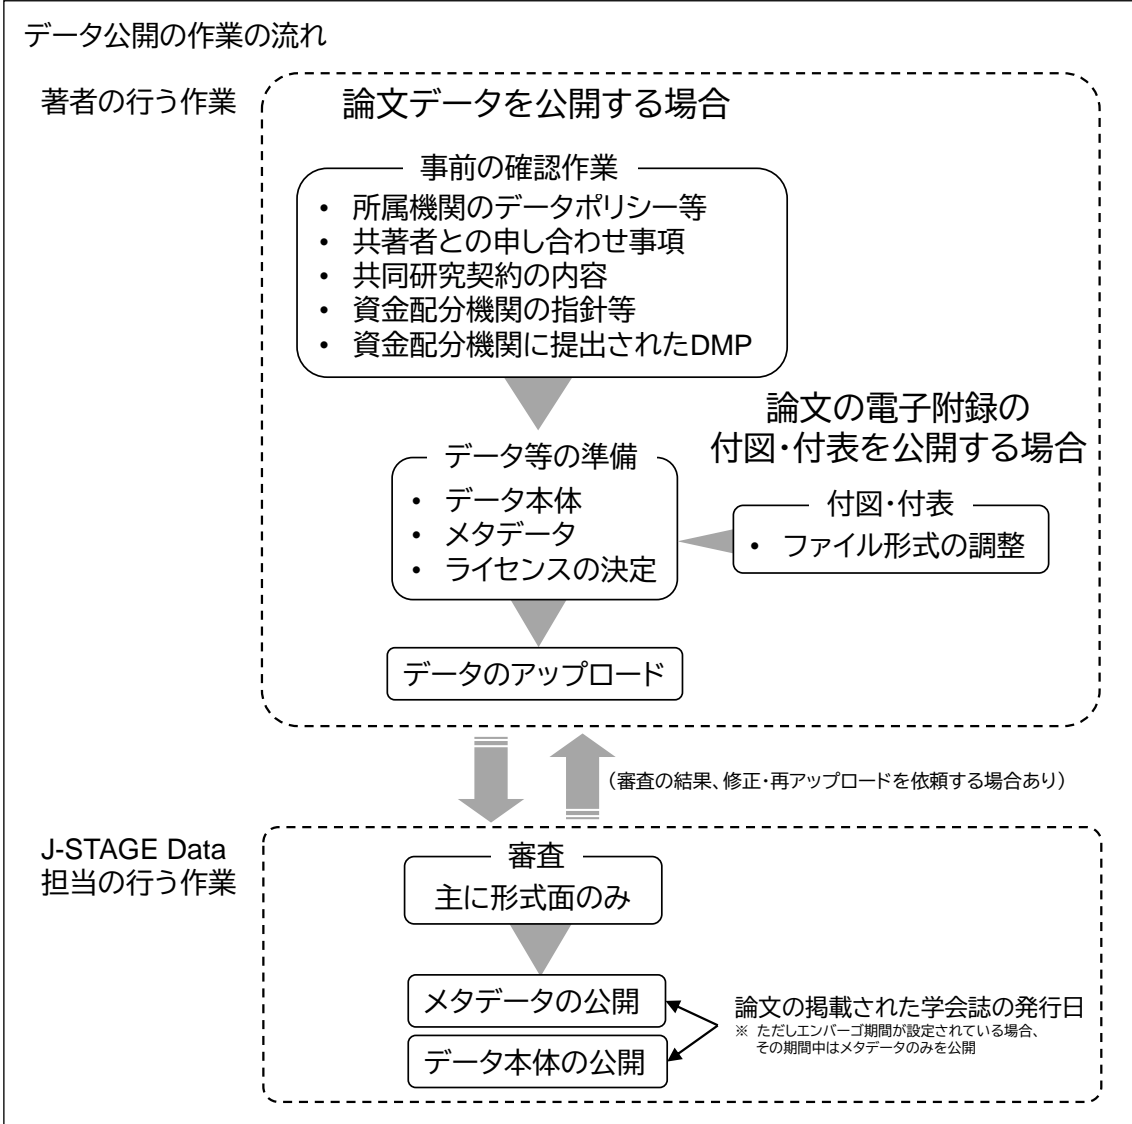 データ公開の作業の流れ
著者の行う作業
論文データを公開する場合
事前の確認作業
• 所属機関のデータポリシー等
• 共著者との申し合わせ事項
• 共同研究契約の内容
• 資金配分機関の指針等
• 資金配分機関に提出されたDMP
論文の電子附録の
付図・付表を公開する場合
データ等の準備
• データ本体
• メタデータ
• ライセンスの決定
付図・付表
• ファイル形式の調整
データのアップロード
（審査の結果、修正・再アップロードを依頼する場合あり）
J-STAGE Data
担当の行う作業
審査
主に形式面のみ
メタデータの公開
データ本体の公開
論文の掲載された学会誌の発行日
※ ただしエンバーゴ期間が設定されている場合、
その期間中はメタデータのみを公開